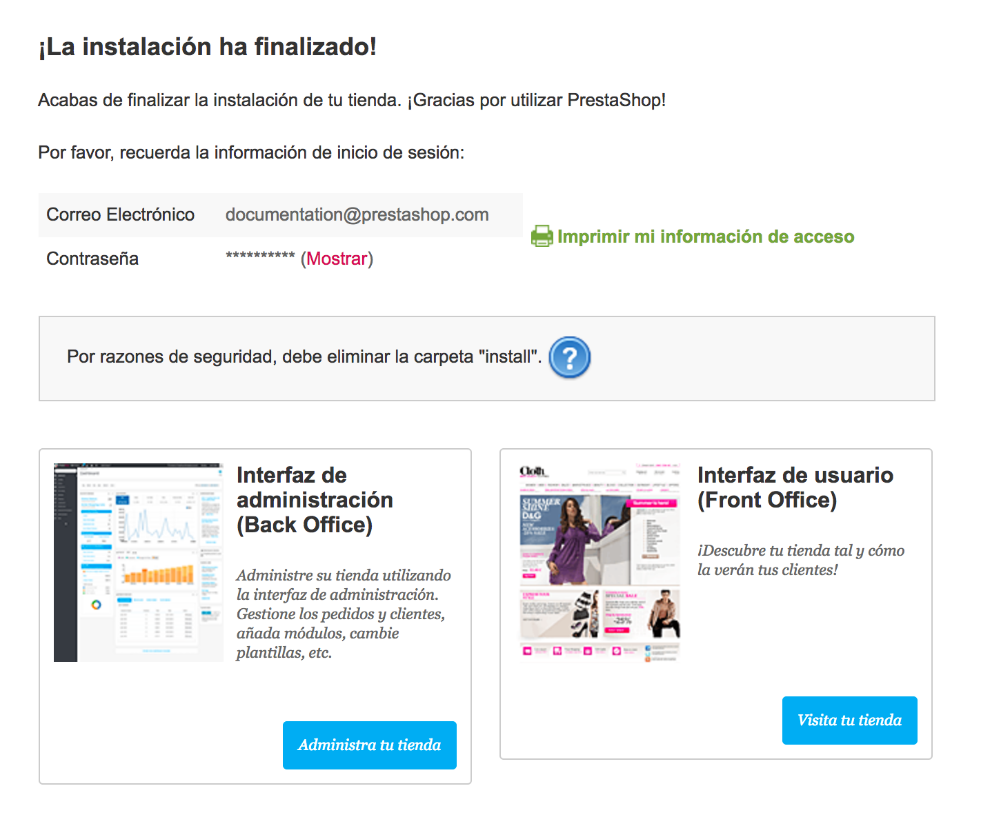 ¡La instalación ha finalizado!
Acabas de finalizar la instalación de tu tienda. ¡Gracias por utilizar PrestaShop!
Por favor, recuerda la información de inicio de sesión:
Correo Electrónico documentation@prestashop.com
Contraseña ********** (Mostrar)
Imprimir mi información de acceso
Por razones de seguridad, debe eliminar la carpeta "install". ?
Interfaz de
administración
(Back Office)
Administre su tienda utilizando
la interfaz de administración.
Gestione los pedidos y clientes,
añada módulos, cambie
plantillas, etc.
Administra tu tienda
Cloth
SUMMER
SHINE
D&G
Interfaz de usuario
(Front Office)
¡Descubre tu tienda tal y cómo
la verán tus clientes!
Visita tu tienda